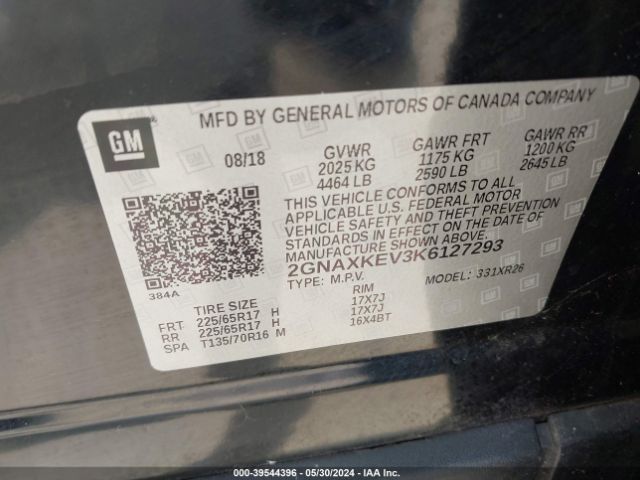 MFD BY GENERAL MOTORS OF CANADA COMPANY
GM
08/18
GVWR
2025 KG
4464 LB
GAWR FRT
1175 KG
2590 LB
GAWR RR
1200 KG
2645 LB
THIS VEHICLE CONFORMS TO ALL
APPLICABLE U.S. FEDERAL MOTOR
VEHICLE SAFETY AND THEFT PREVENTION
STANDARDS IN EFFECT ON THE DATE OF
MANUFACTURE SHOWN ABOVE.
2GNAXKEV3K6127293
TYPE: M.P.V.
MODEL: 331XR26
384A
TIRE SIZE
RIM
FRT 225/65R17 H 17X7J
RR 225/65R17 H 17X7J
SPA T135/70R16 M 16X4BT
000-39544396 - 05/30/2024 - IAA Inc.